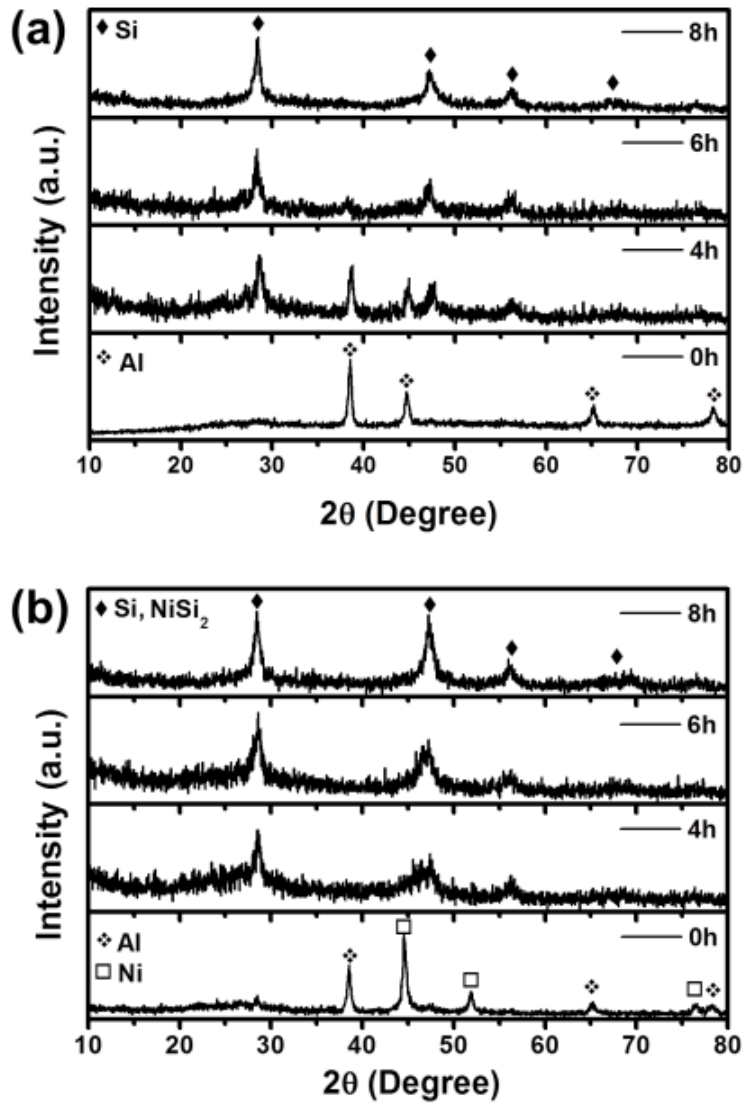 (a)
◆ Si
8h
6h
4h
Al
0h
Intensity (a.u.)
10 20 30 40 50 60 70 80
2θ (Degree)
(b)
◆ Si, NiSi₂
8h
6h
4h
Al
□ Ni
0h
Intensity (a.u.)
10 20 30 40 50 60 70 80
2θ (Degree)